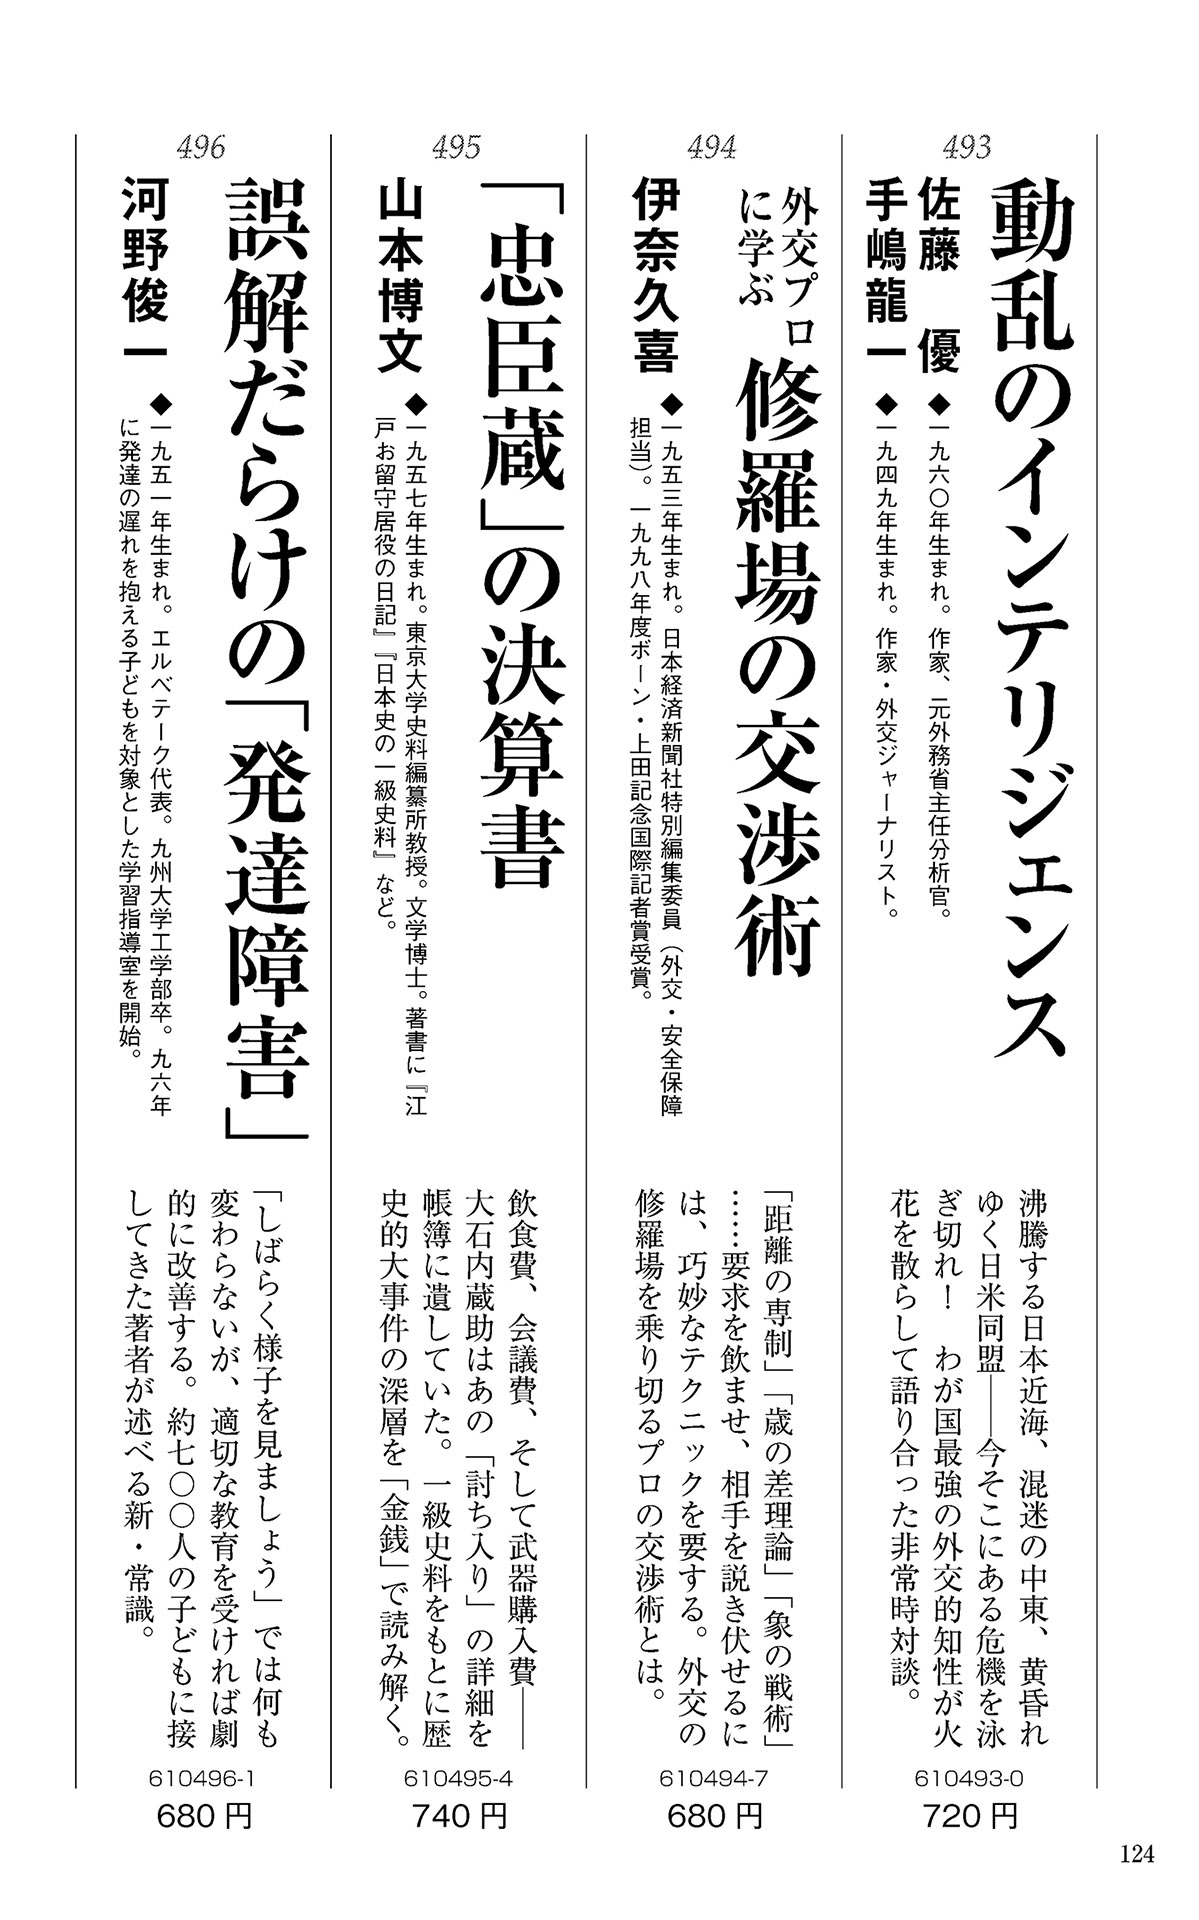 493
動乱のインテリジェンス
佐藤 優
◆一九六〇年生まれ。作家、元外務省主任分析官。
手嶋龍一
◆一九四九年生まれ。作家・外交ジャーナリスト。
沸騰する日本近海、混迷の中東、黄昏れ
ゆく日米同盟――今そこにある危機を泳
ぎ切れ！ わが国最強の外交的知性が火
花を散らして語り合った非常時対談。
610493-0
720円
494
外交プロ
に学ぶ
修羅場の交渉術
伊奈久喜
◆一九五三年生まれ。日本経済新聞社特別編集委員（外交・安全保障
担当）。一九九八年度ボーン・上田記念国際記者賞受賞。
「距離の専制」「歳の差理論」「象の戦術」
……要求を飲ませ、相手を説き伏せるに
は、巧妙なテクニックを要する。外交の
修羅場を乗り切るプロの交渉術とは。
610494-7
680円
495
「忠臣蔵」の決算書
山本博文
◆一九五七年生まれ。東京大学史料編纂所教授。文学博士。著書に『江
戸お留守居役の日記』『日本史の一級史料』など。
飲食費、会議費、そして武器購入費――
大石内蔵助はあの「討ち入り」の詳細を
帳簿に遺していた。一級史料をもとに歴
史的大事件の深層を「金銭」で読み解く。
610495-4
740円
496
誤解だらけの「発達障害」
河野俊一
◆一九五一年生まれ。エルベテーク代表。九州大学工学部卒。九六年
に発達の遅れを抱える子どもを対象とした学習指導室を開始。
「しばらく様子を見ましょう」では何も
変わらないが、適切な教育を受ければ劇
的に改善する。約七〇〇人の子どもに接
してきた著者が述べる新・常識。
610496-1
680円
124